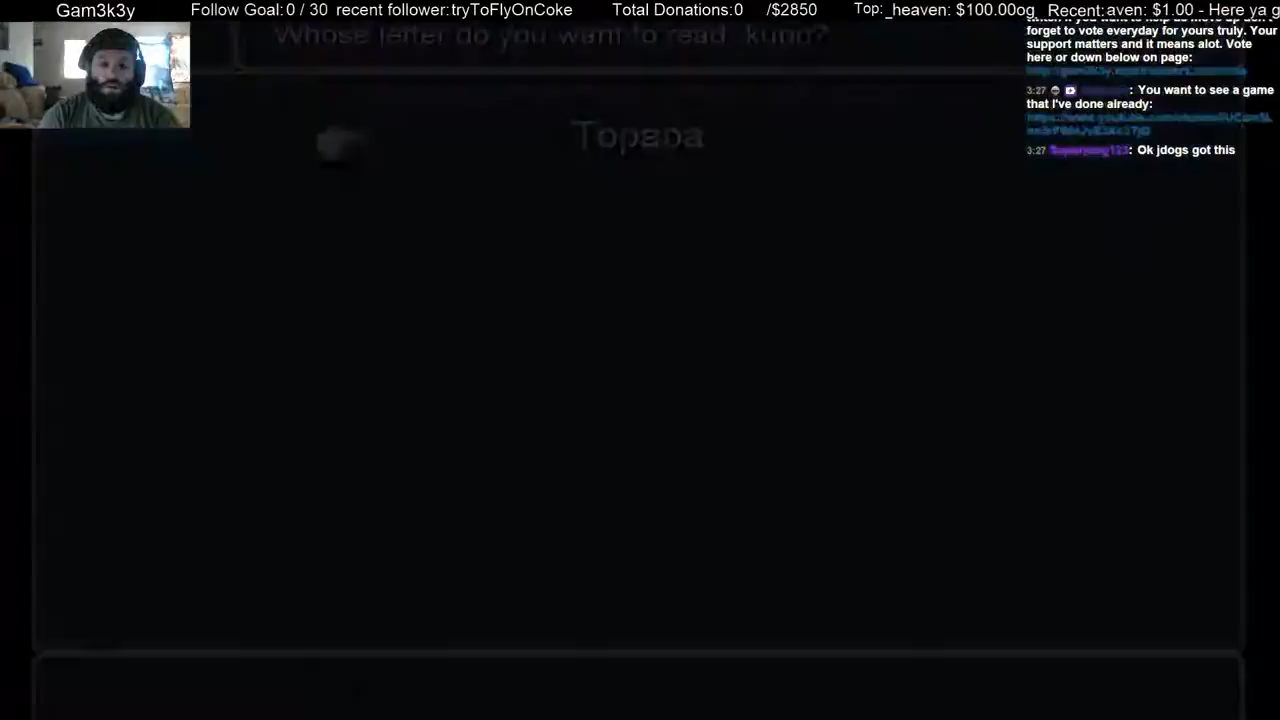 Gam3k3y
Follow Goal:0 / 30 recent follower:tryToFlyOnCoke
Total Donations:0 /$2850
Top:_heaven: $100.00og
Recent:aven: $1.00 - Here ya g
Whose letter do you want to read, kupo?
Topapa
forget to vote everyday for yours truly. Your
support matters and it means alot. Vote
here or down below on page:
3:27 : You want to see a game
that I've done already:
3:27 : Ok jdogs got this